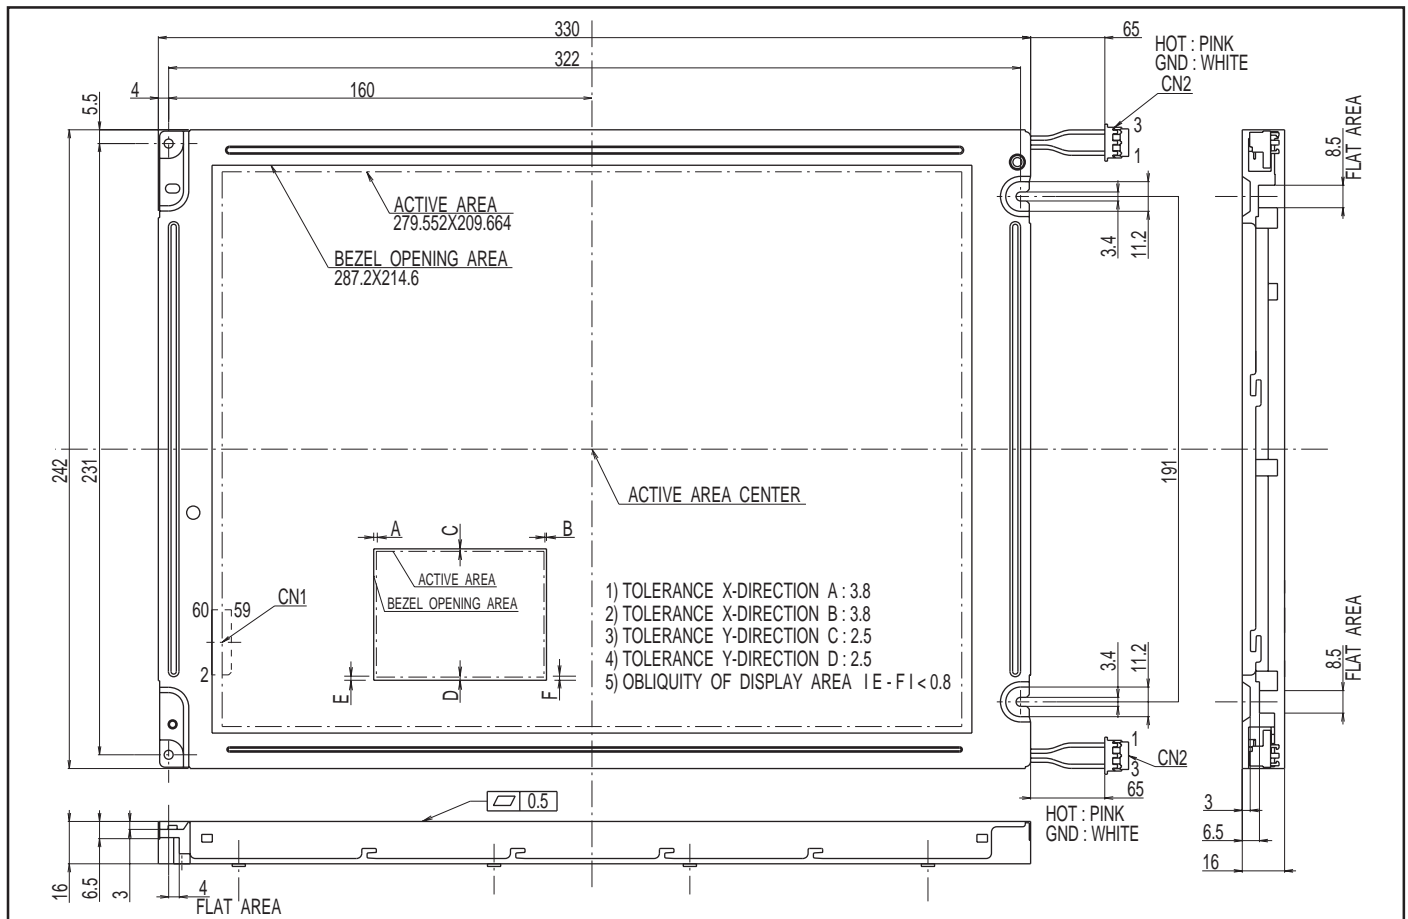 330
65
HOT : PINK
GND : WHITE
322
CN2
4
160
5.5
3
1
8.5
FLAT AREA
ACTIVE AREA
279.552X209.664
3.4
11.2
BEZEL OPENING AREA
287.2X214.6
242
231
191
ACTIVE AREA CENTER
A
C
B
ACTIVE AREA
BEZEL OPENING AREA
CN1
60
59
2
E
D
F
1) TOLERANCE X-DIRECTION A : 3.8
2) TOLERANCE X-DIRECTION B : 3.8
3) TOLERANCE Y-DIRECTION C : 2.5
4) TOLERANCE Y-DIRECTION D : 2.5
5) OBLIQUITY OF DISPLAY AREA I E - F I < 0.8
3.4
11.2
8.5
FLAT AREA
1
3
CN2
65
HOT : PINK
GND : WHITE
0.5
3
6.5
16
16
6.5
3
4
FLAT AREA